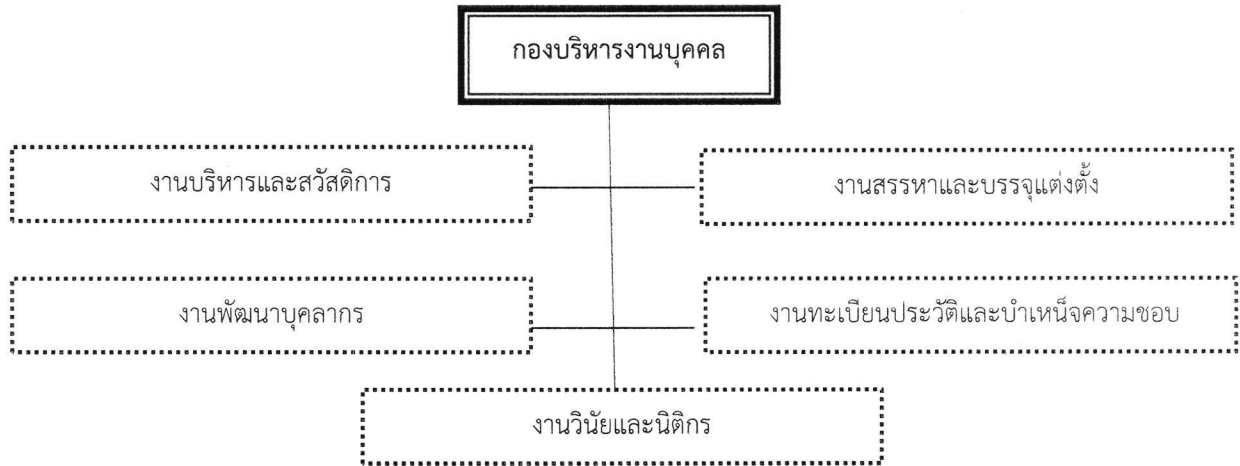 กองบริหารงานบุคคล
งานบริหารและสวัสดิการ
งานสรรหาและบรรจุแต่งตั้ง
งานพัฒนาบุคลากร
งานทะเบียนประวัติและบำเหน็จความชอบ
งานวินัยและนิติกร